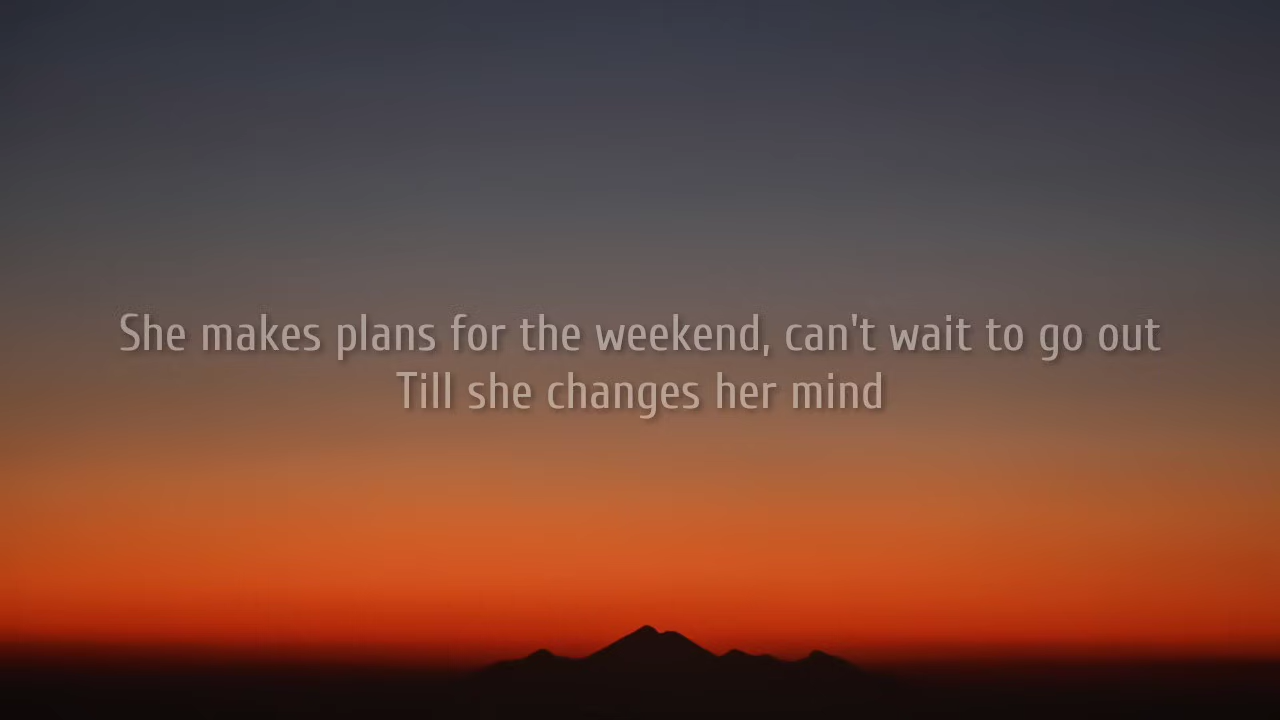 She makes plans for the weekend, can't wait to go out
Till she changes her mind